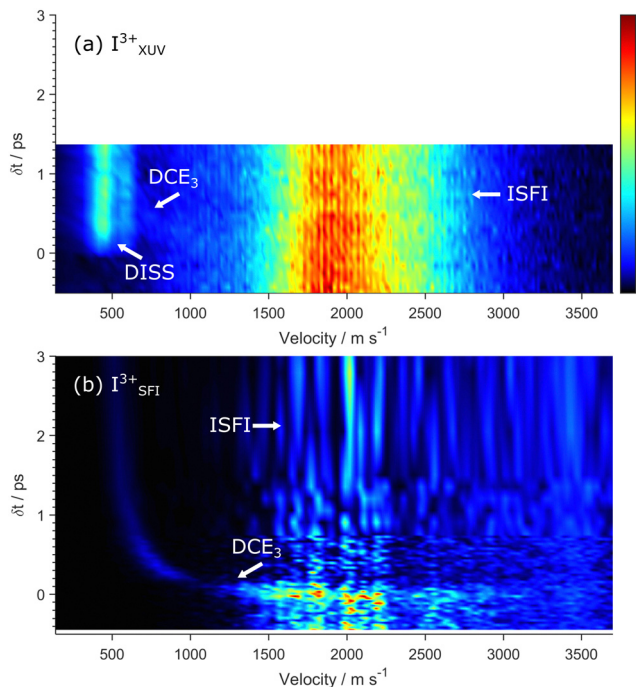 (a) I³⁺XUV
3
2
1
0
δt / ps
DCE₃
DISS
ISFI
500 1000 1500 2000 2500 3000 3500
Velocity / m s⁻¹
(b) I³⁺SFI
3
2
1
0
δt / ps
ISFI
DCE₃
500 1000 1500 2000 2500 3000 3500
Velocity / m s⁻¹